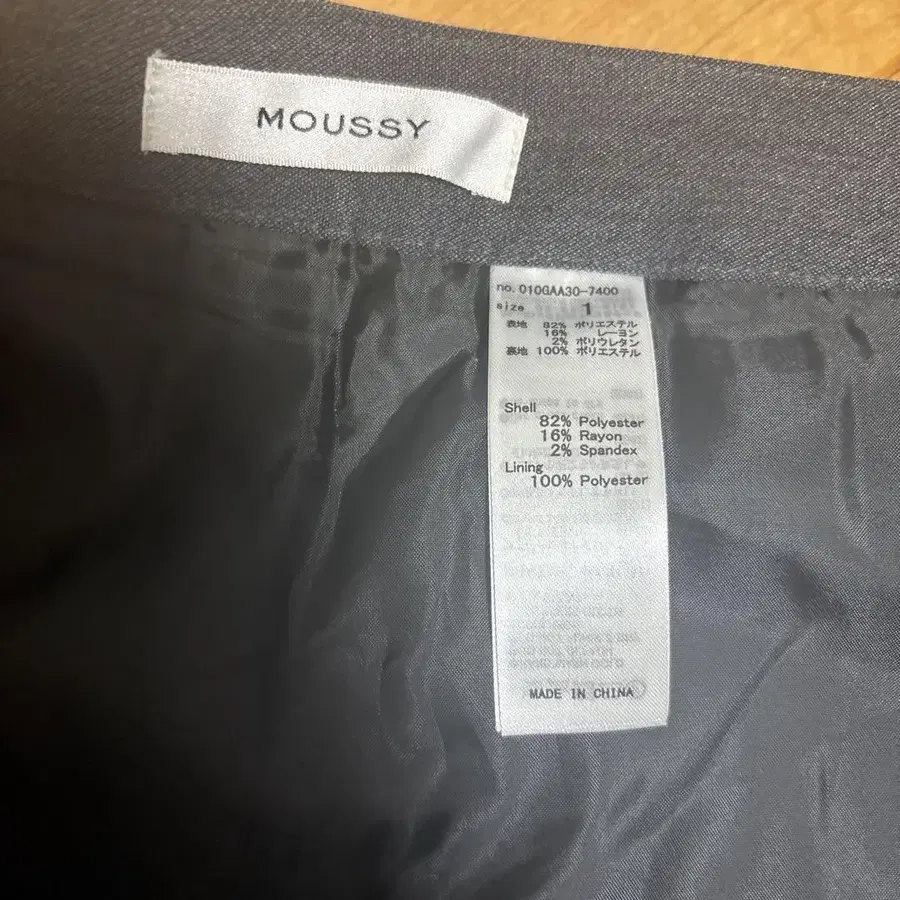 MOUSSY
no. 010GAA30-7400
size 1
表地 82% ポリエステル
16% レーヨン
2% ポリウレタン
裏地 100% ポリエステル
Shell
82% Polyester
16% Rayon
2% Spandex
Lining
100% Polyester
MADE IN CHINA